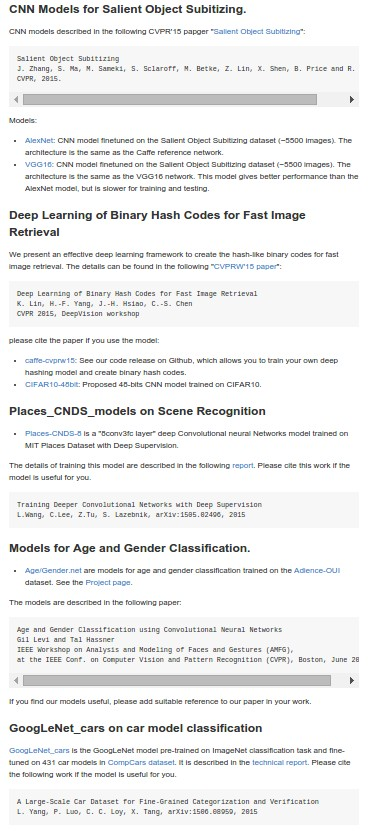 CNN Models for Salient Object Subitizing.
CNN models described in the following CVPR'15 papger "Salient Object Subitizing":
Salient Object Subitizing
J. Zhang, S. Ma, M. Sameki, S. Sclaroff, M. Betke, Z. Lin, X. Shen, B. Price and R.
CVPR, 2015.
Models:
• AlexNet: CNN model finetuned on the Salient Object Subitizing dataset (~5500 images). The
architecture is the same as the Caffe reference network.
• VGG16: CNN model finetuned on the Salient Object Subitizing dataset (~5500 images). The
architecture is the same as the VGG16 network. This model gives better performance than the
AlexNet model, but is slower for training and testing.
Deep Learning of Binary Hash Codes for Fast Image
Retrieval
We present an effective deep learning framework to create the hash-like binary codes for fast
image retrieval. The details can be found in the following "CVPRW'15 paper":
Deep Learning of Binary Hash Codes for Fast Image Retrieval
K. Lin, H.-F. Yang, J.-H. Hsiao, C.-S. Chen
CVPR 2015, DeepVision workshop
please cite the paper if you use the model:
• caffe-cvprw15: See our code release on Github, which allows you to train your own deep
hashing model and create binary hash codes.
• CIFAR10-48bit: Proposed 48-bits CNN model trained on CIFAR10.
Places_CNDS_models on Scene Recognition
• Places-CNDS-8 is a "8conv3fc layer" deep Convolutional neural Networks model trained on
MIT Places Dataset with Deep Supervision.
The details of training this model are described in the following report. Please cite this work if the
model is useful for you.
Training Deeper Convolutional Networks with Deep Supervision
L.Wang, C.Lee, Z.Tu, S. Lazebnik, arXiv:1505.02496, 2015
Models for Age and Gender Classification.
• Age/Gender.net are models for age and gender classification trained on the Adience-OUI
dataset. See the Project page.
The models are described in the following paper:
Age and Gender Classification using Convolutional Neural Networks
Gil Levi and Tal Hassner
IEEE Workshop on Analysis and Modeling of Faces and Gestures (AMFG),
at the IEEE Conf. on Computer Vision and Pattern Recognition (CVPR), Boston, June 20
If you find our models useful, please add suitable reference to our paper in your work.
GoogLeNet_cars on car model classification
GoogLeNet_cars is the GoogLeNet model pre-trained on ImageNet classification task and fine-
tuned on 431 car models in CompCars dataset. It is described in the technical report. Please cite
the following work if the model is useful for you.
A Large-Scale Car Dataset for Fine-Grained Categorization and Verification
L. Yang, P. Luo, C. C. Loy, X. Tang, arXiv:1506.08959, 2015